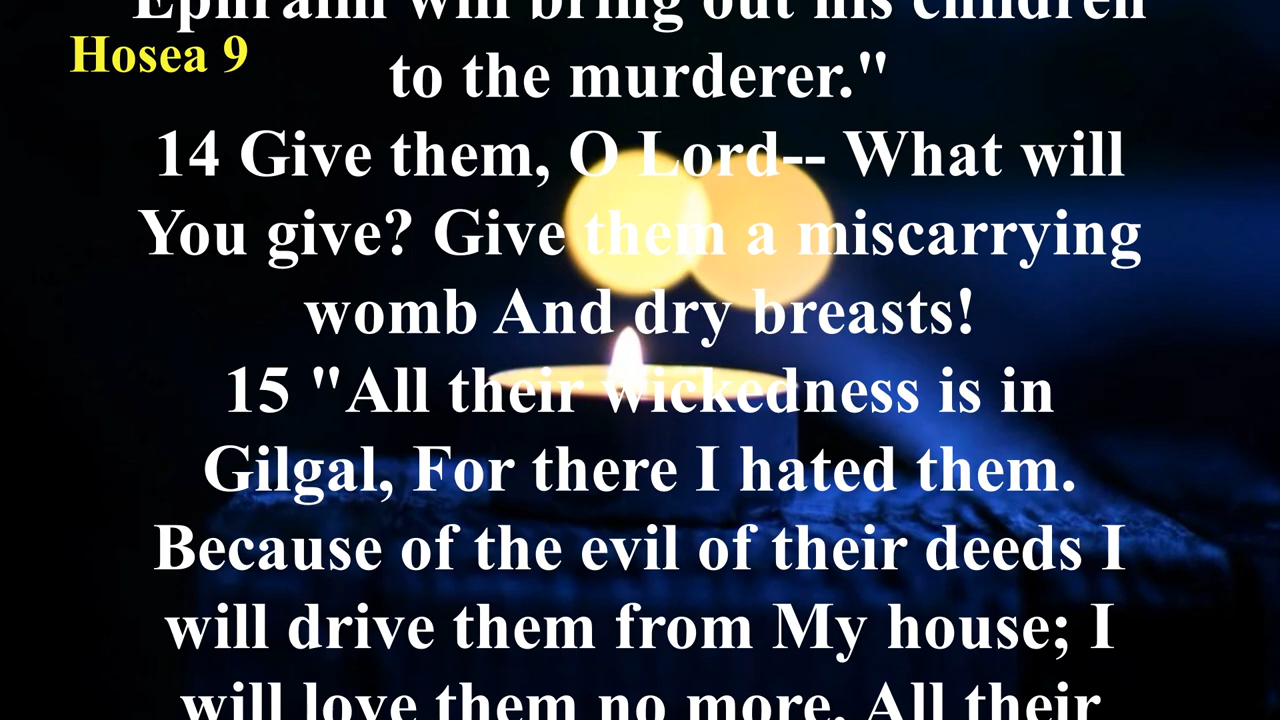 Ephraim will bring out his children
Hosea 9
to the murderer."
14 Give them, O Lord-- What will
You give? Give them a miscarrying
womb And dry breasts!
15 "All their wickedness is in
Gilgal, For there I hated them.
Because of the evil of their deeds I
will drive them from My house; I
will love them no more. All their